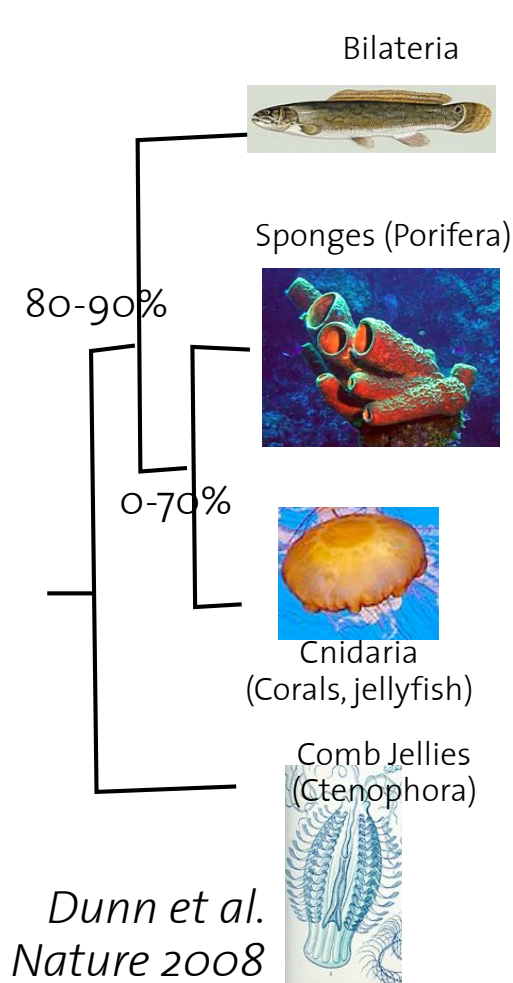 Bilateria
Sponges (Porifera)
80-90%
0-70%
Cnidaria
(Corals, jellyfish)
Comb Jellies
(Ctenophora)
Dunn et al.
Nature 2008